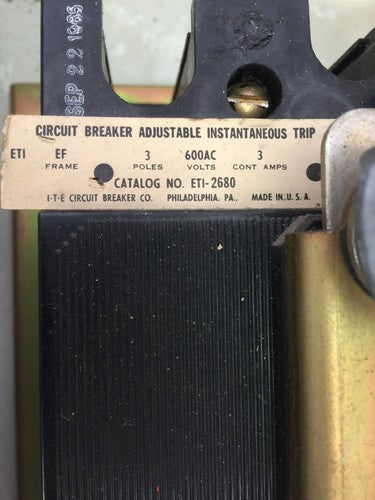 SEP 22 1985
CIRCUIT BREAKER ADJUSTABLE INSTANTANEOUS TRIP
ETI EF 3 600AC 3
FRAME POLES VOLTS CONT AMPS
CATALOG NO. ETI-2680
I-T-E CIRCUIT BREAKER CO. PHILADELPHIA, PA., MADE IN U.S.A.